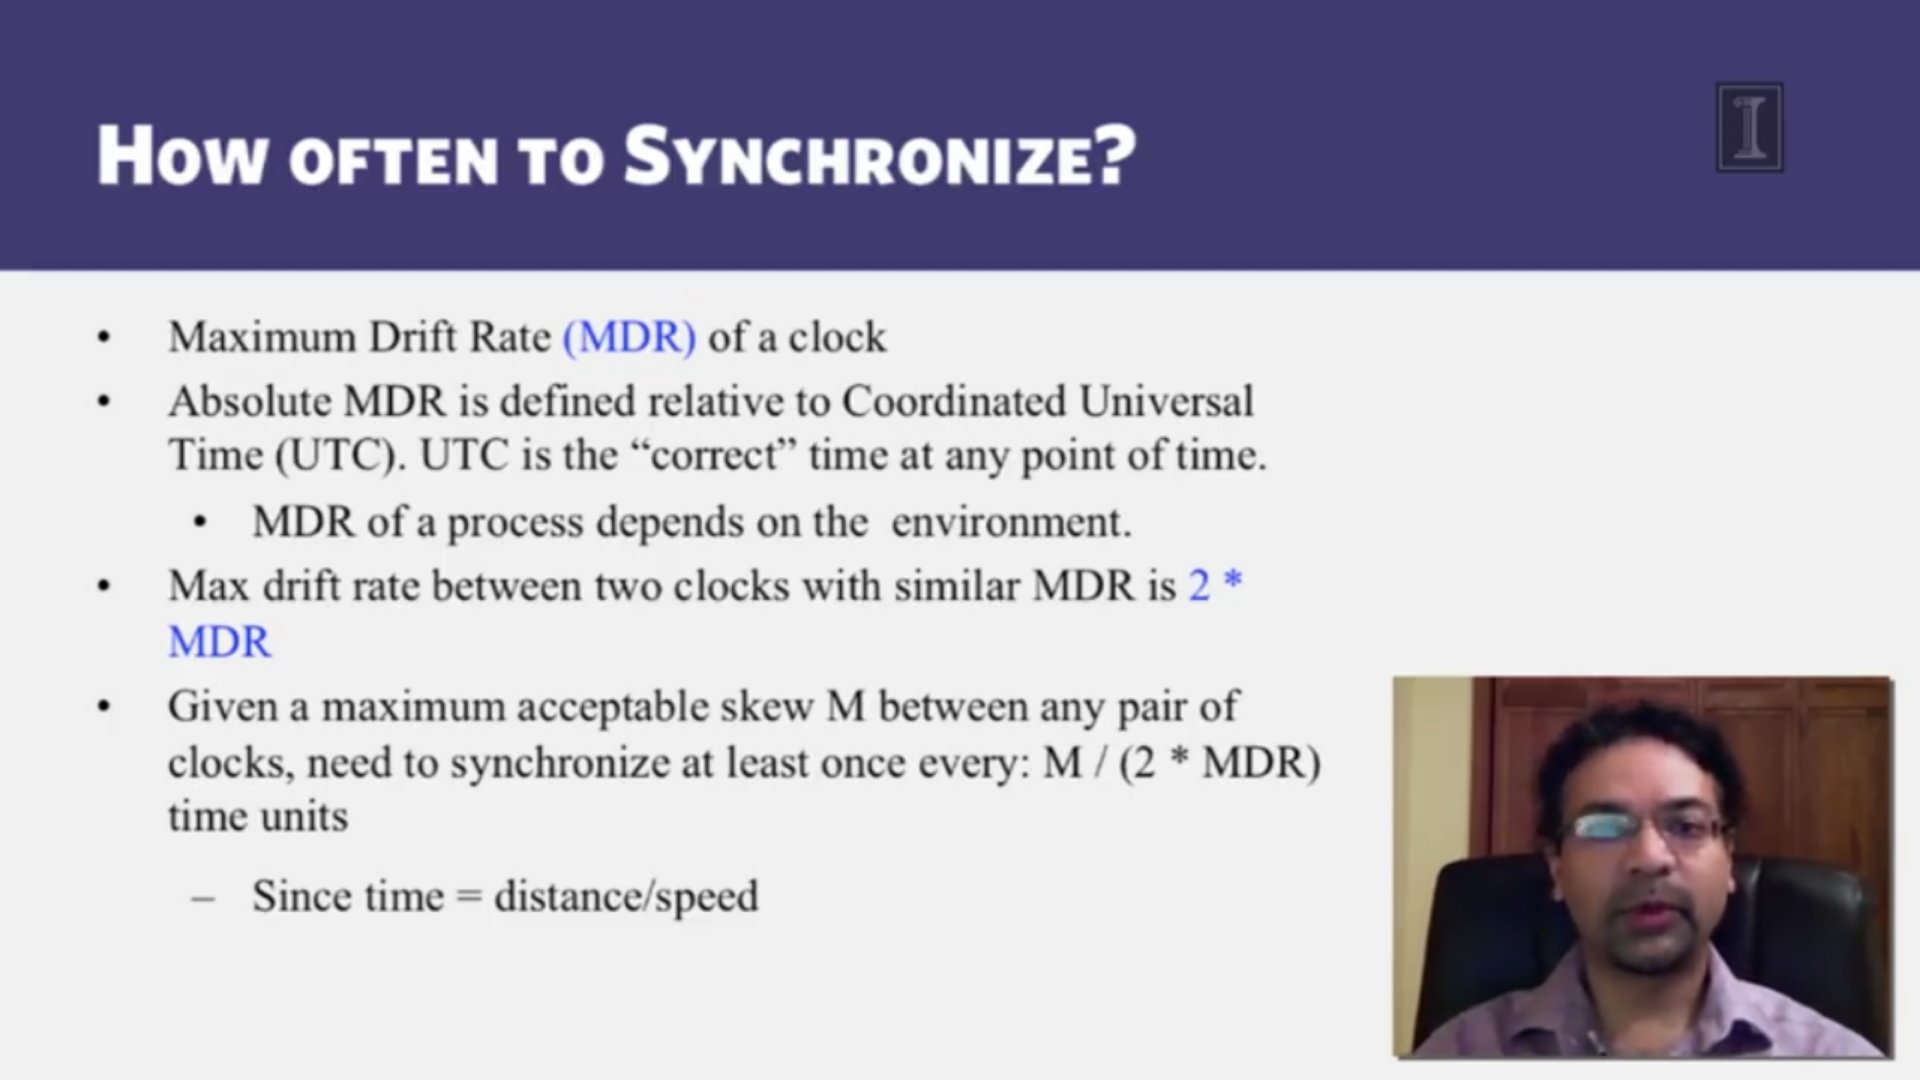 HOW OFTEN TO SYNCHRONIZE?
I
• Maximum Drift Rate (MDR) of a clock
• Absolute MDR is defined relative to Coordinated Universal
Time (UTC). UTC is the “correct” time at any point of time.
• MDR of a process depends on the  environment.
• Max drift rate between two clocks with similar MDR is 2 *
MDR
• Given a maximum acceptable skew M between any pair of
clocks, need to synchronize at least once every: M / (2 * MDR)
time units
– Since time = distance/speed